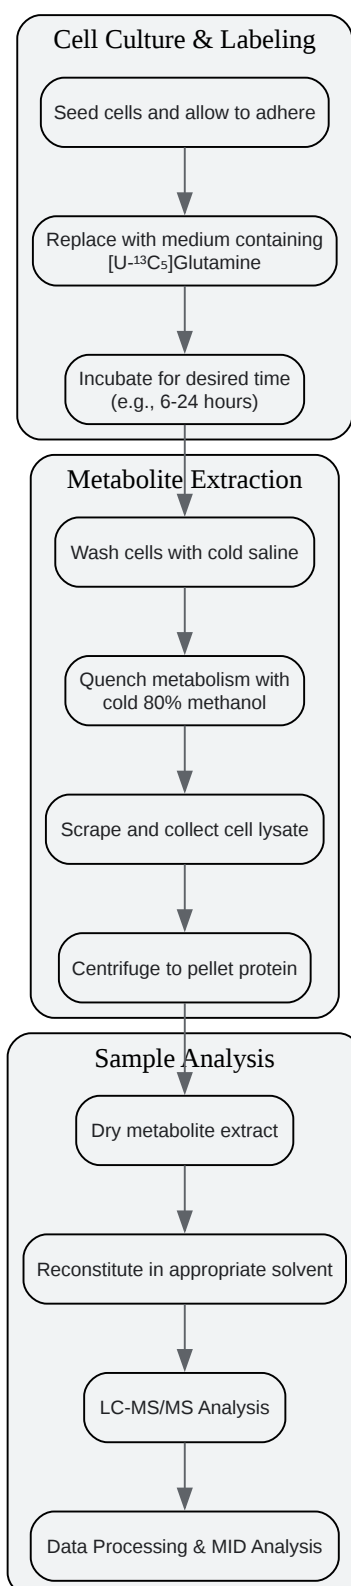 Cell Culture & Labeling
Seed cells and allow to adhere
Replace with medium containing
[U-¹³C₅]Glutamine
Incubate for desired time
(e.g., 6-24 hours)
Metabolite Extraction
Wash cells with cold saline
Quench metabolism with
cold 80% methanol
Scrape and collect cell lysate
Centrifuge to pellet protein
Sample Analysis
Dry metabolite extract
Reconstitute in appropriate solvent
LC-MS/MS Analysis
Data Processing & MID Analysis